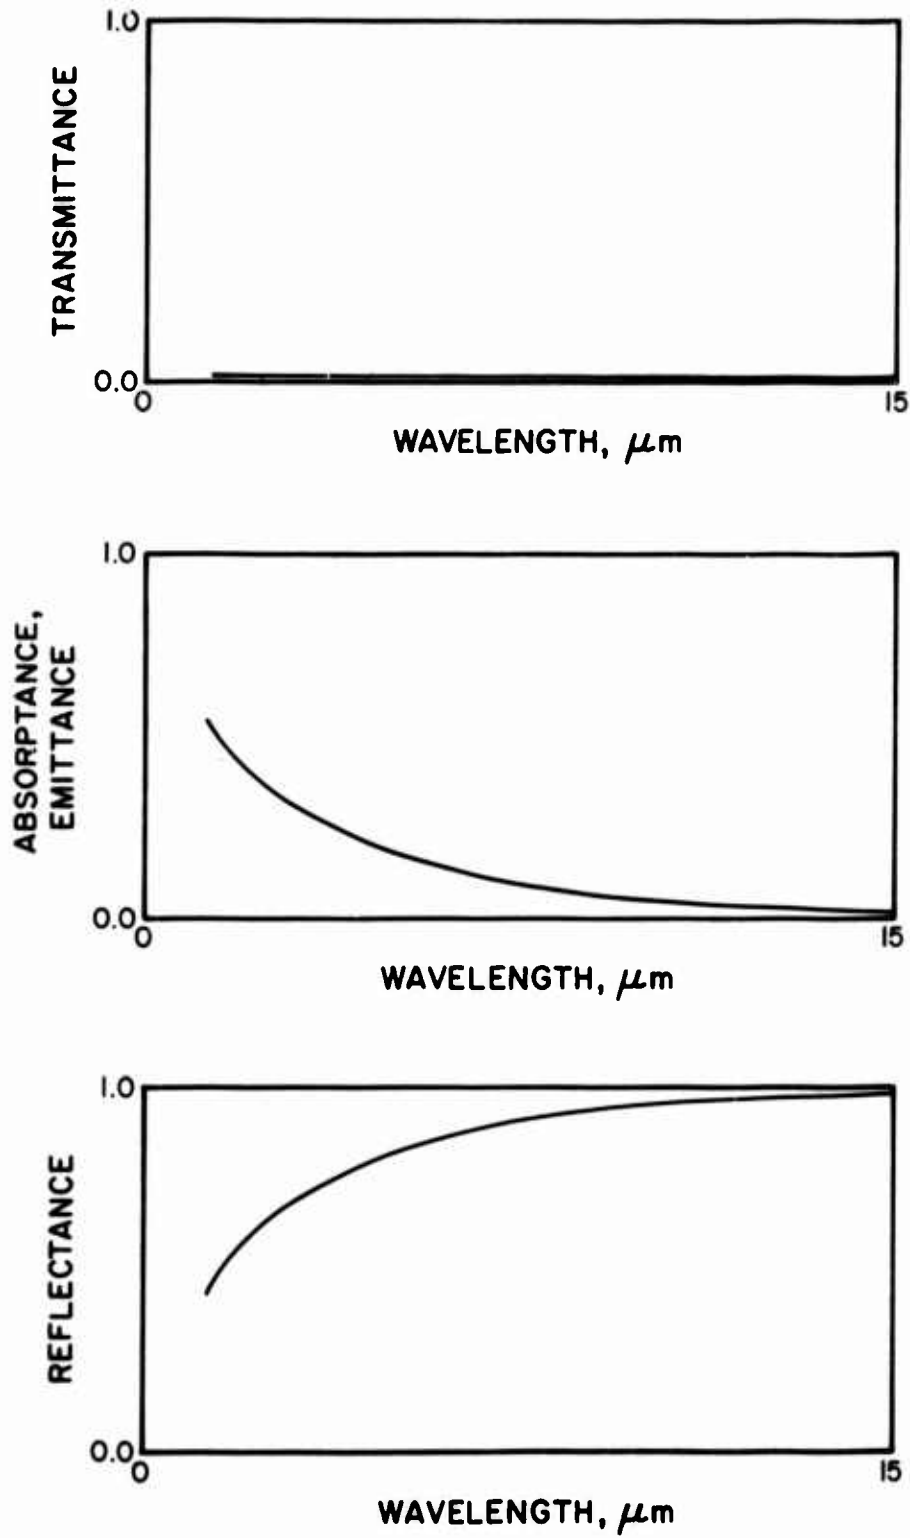 1.0
TRANSMITTANCE
0.0
0
15
WAVELENGTH, μm
1.0
ABSORPTANCE,
EMITTANCE
0.0
0
15
WAVELENGTH, μm
1.0
REFLECTANCE
0.0
0
15
WAVELENGTH, μm